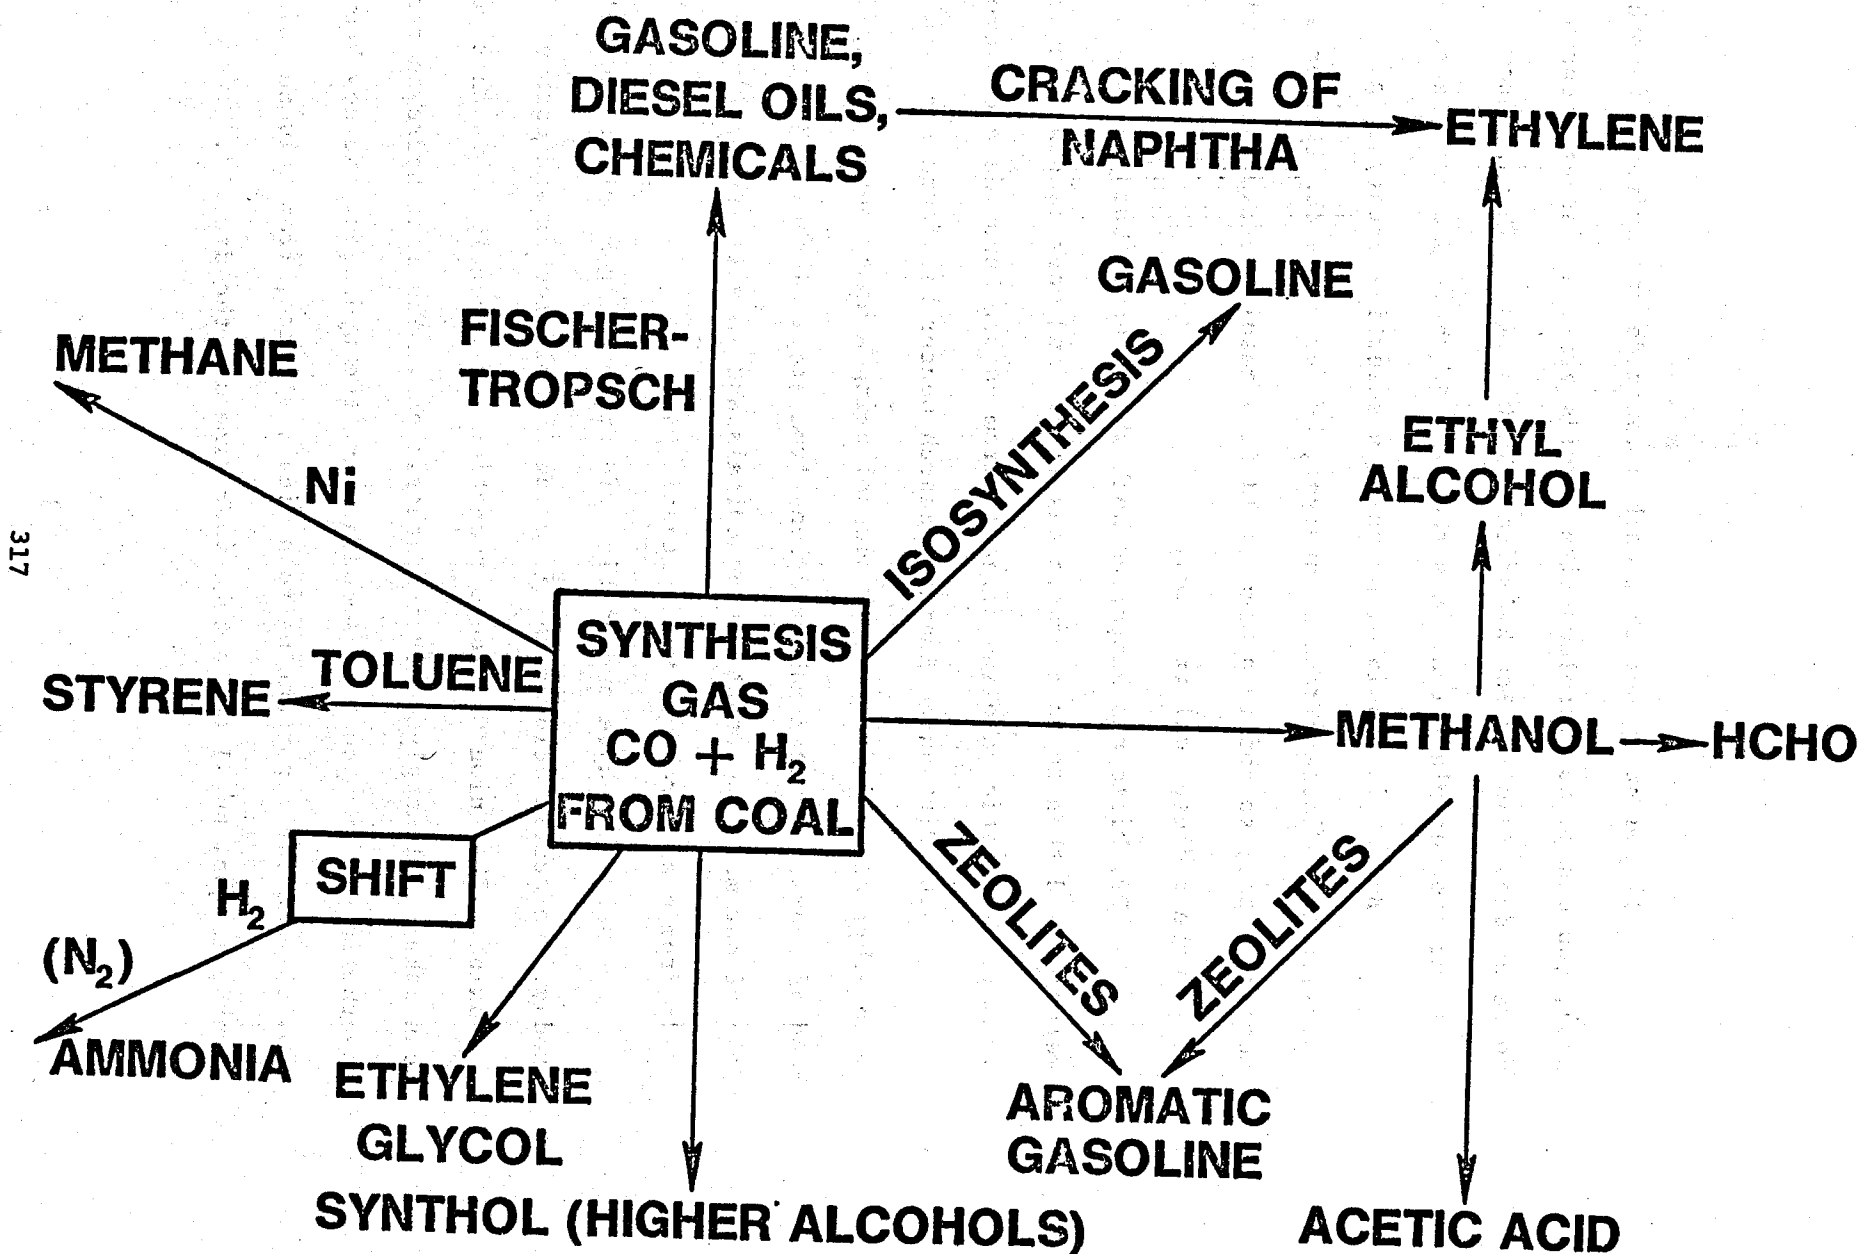 GASOLINE,
DIESEL OILS,
CHEMICALS
CRACKING OF
NAPHTHA
ETHYLENE
GASOLINE
FISCHER-
TROPSCH
METHANE
ISOSYNTHESIS
ETHYL
ALCOHOL
Ni
317
SYNTHESIS
GAS
CO + H₂
FROM COAL
TOLUENE
STYRENE
METHANOL
HCHO
SHIFT
H₂
(N₂)
AMMONIA
ZEOLITES
ZEOLITES
ETHYLENE
GLYCOL
AROMATIC
GASOLINE
SYNTHOL (HIGHER ALCOHOLS)
ACETIC ACID